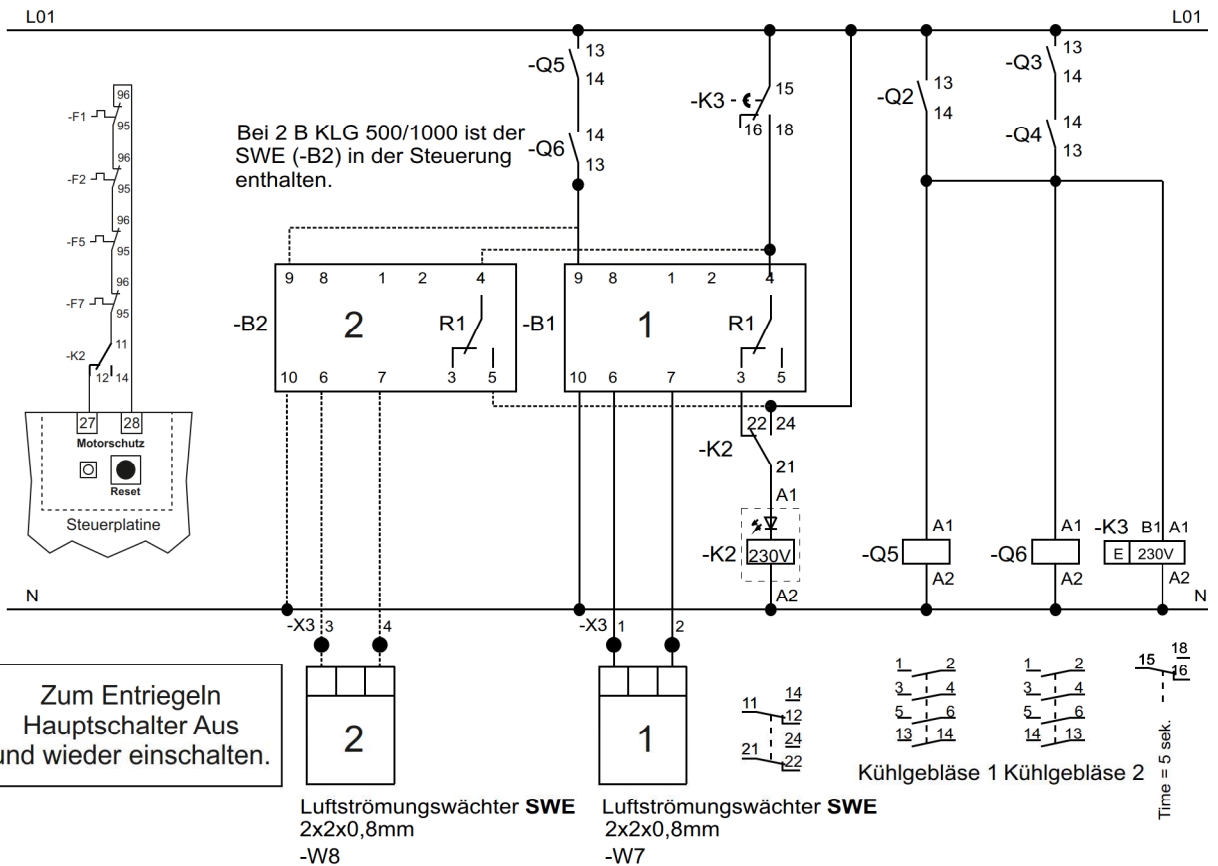 L01 L01
-Q5 13 14
-Q6 14 13
-K3 15 16 18
-Q2 13 14
-Q3 13 14
-Q4 14 13
96
-F1
95
96
-F2
95
96
-F5
95
96
-F7
95
-K2 11
12 14
27 28
Motorschutz
Reset
Steuerplatine
Bei 2 B KLG 500/1000 ist der
SWE (-B2) in der Steuerung
enthalten.
9 8 1 2 4
-B2 2 R1
3 5
10 6 7
9 8 1 2 4
-B1 1 R1
3 5
10 6 7
22 24
-K2
21
A1
-K2 230V
A2
A1
-Q5
A2
A1
-Q6
A2
-K3 B1 A1
E 230V
A2
N N
-X3 3 4
-X3 1 2
Zum Entriegeln
Hauptschalter Aus
und wieder einschalten.
2
1
Luftströmungswächter SWE
2x2x0,8mm
-W8
Luftströmungswächter SWE
2x2x0,8mm
-W7
14
11 12
24
21 22
1 2
3 4
5 6
13 14
Kühlgebläse 1
1 2
3 4
5 6
14 13
Kühlgebläse 2
18
15 16
Time = 5 sek.